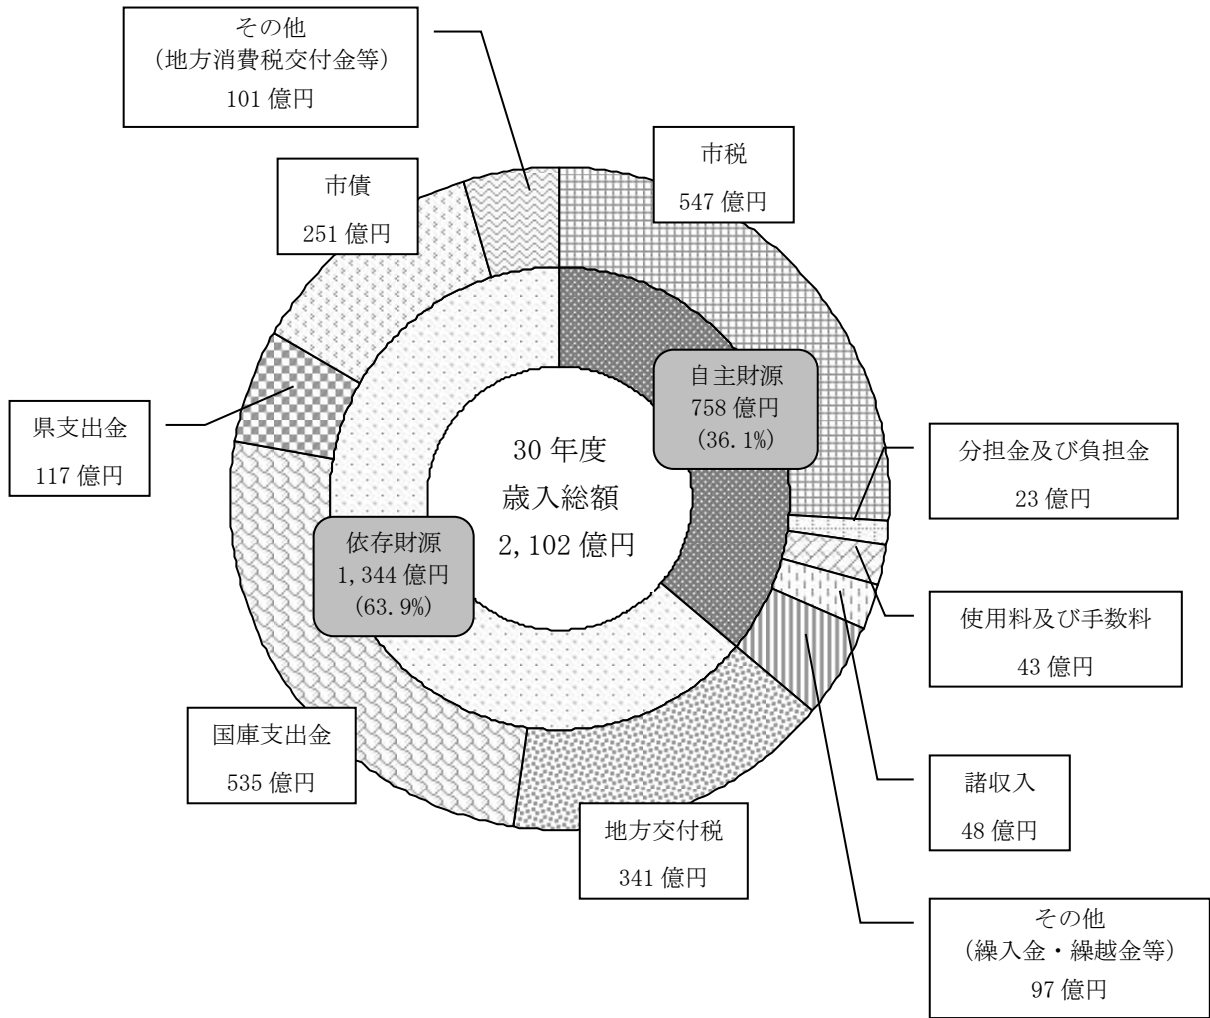 その他
（地方消費税交付金等）
101 億円
市税
547 億円
市債
251 億円
自主財源
758 億円
(36.1%)
県支出金
117 億円
30 年度
歳入総額
2,102 億円
分担金及び負担金
23 億円
依存財源
1,344 億円
(63.9%)
使用料及び手数料
43 億円
国庫支出金
535 億円
諸収入
48 億円
地方交付税
341 億円
その他
（繰入金・繰越金等）
97 億円